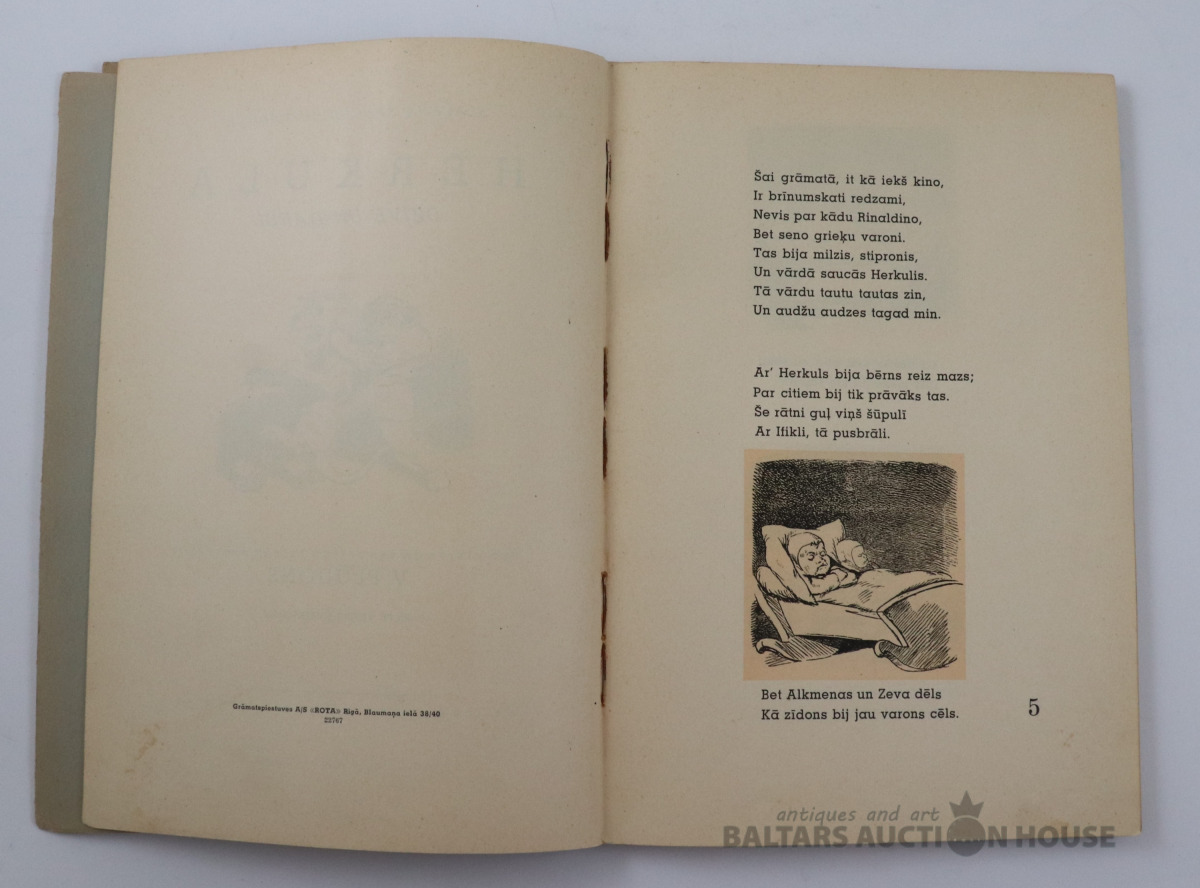 Grāmatspiestuves A/S «ROTA» Rīgā, Blaumaņa ielā 38/40
22767
Šai grāmatā, it kā iekš kino,
Ir brīnumskati redzami,
Nevis par kādu Rinaldino,
Bet seno grieķu varoni.
Tas bija milzis, stipronis,
Un vārdā saucās Herkulis.
Tā vārdu tautu tautas zin,
Un audžu audzes tagad min.
Ar' Herkuls bija bērns reiz mazs;
Par citiem bij tik prāvāks tas.
Še rātni guļ viņš šūpulī
Ar Ifikli, tā pusbrāli.
Bet Alkmenas un Zeva dēls
Kā zīdons bij jau varons cēls.
5
antiques and art
BALTARS AUCTION HOUSE